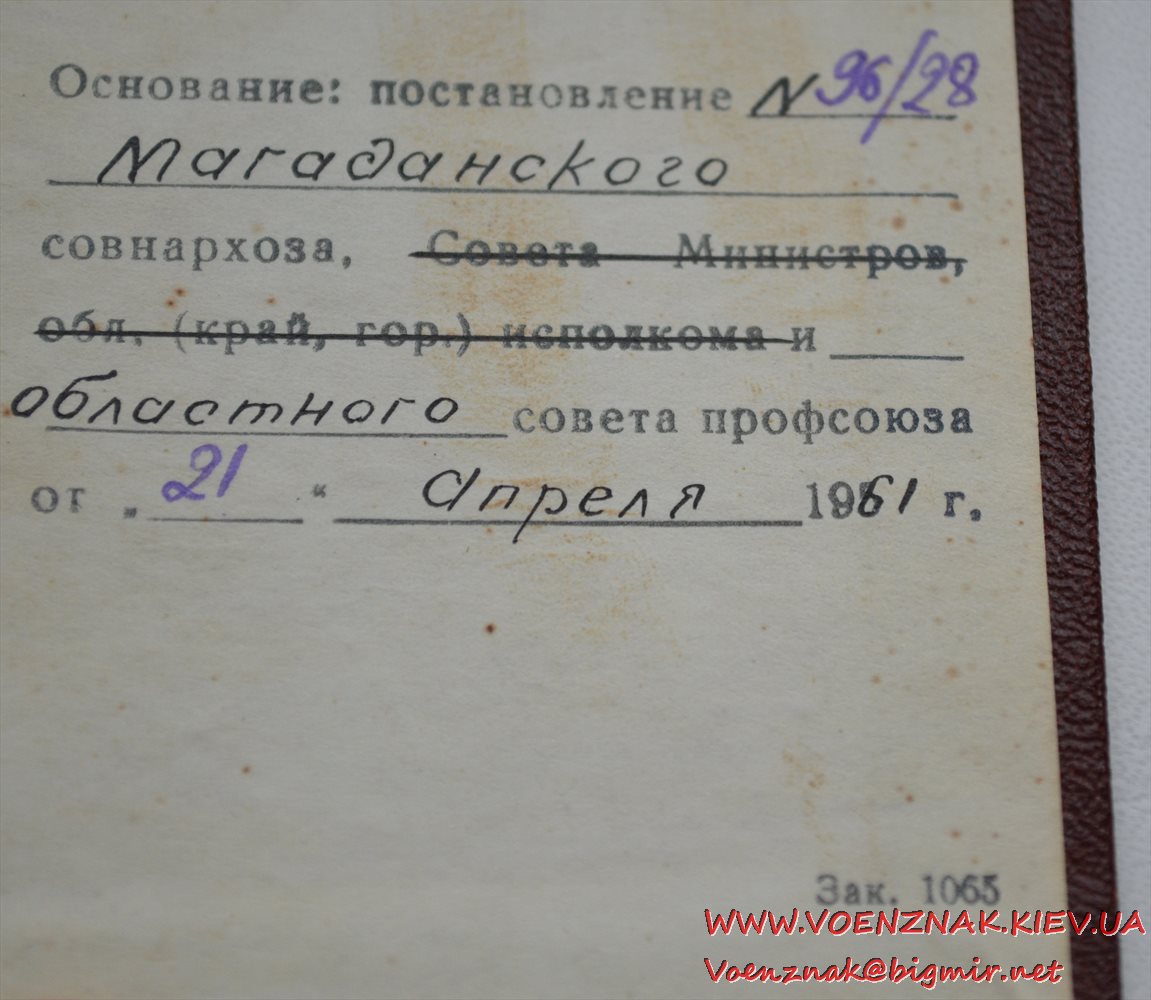 Основание: постановление N 96/28
Магаданского
совнархоза, Совета Министров,
обл. (край, гор.) исполкома и
областного совета профсоюза
от „ 21 “ Апреля 1961 г.
Зак. 1065
WWW.VOENZNAK.KIEV.UA
Voenznak@bigmir.net